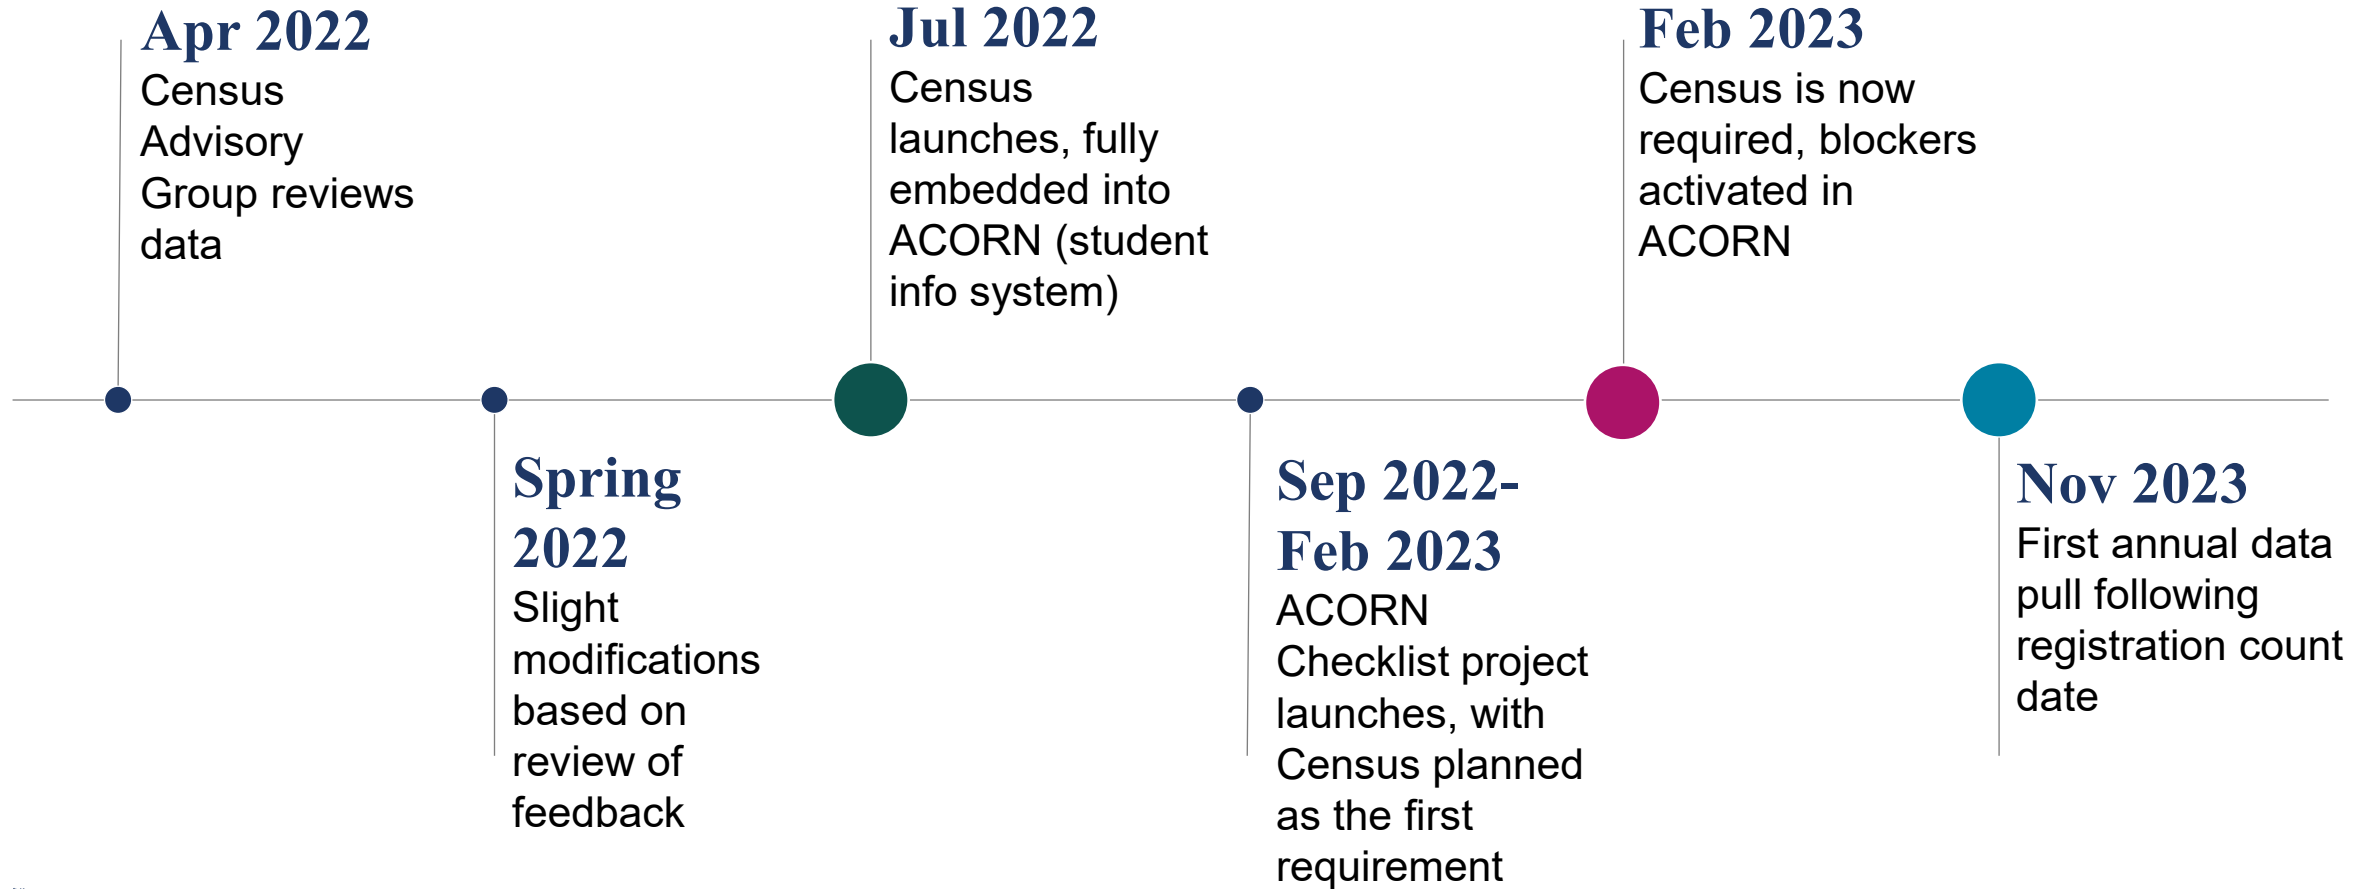 Apr 2022
Census
Advisory
Group reviews
data
Spring
2022
Slight
modifications
based on
review of
feedback
Jul 2022
Census
launches, fully
embedded into
ACORN (student
info system)
Sep 2022-
Feb 2023
ACORN
Checklist project
launches, with
Census planned
as the first
requirement
Feb 2023
Census is now
required, blockers
activated in
ACORN
Nov 2023
First annual data
pull following
registration count
date